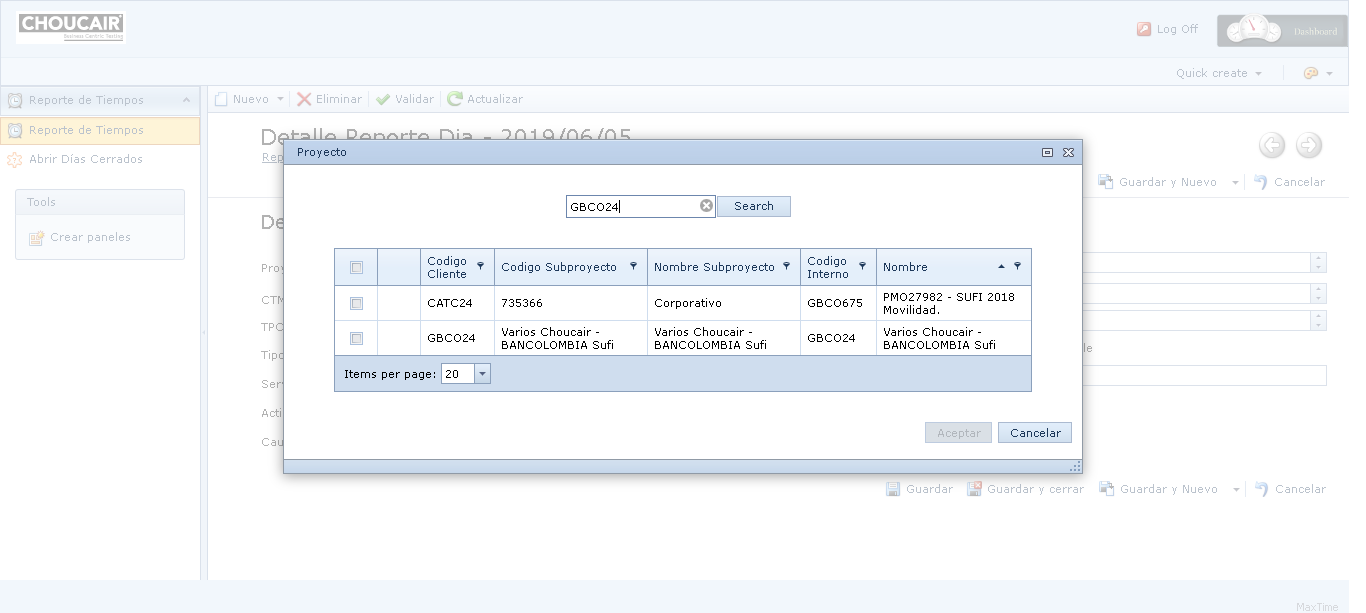 CHOUCAIR
Business Centric Testing
Log Off
Dashboard
Quick create
Reporte de Tiempos
Reporte de Tiempos
Abrir Días Cerrados
Tools
Crear paneles
Nuevo
Eliminar
Validar
Actualizar
Detalle Reporte Dia - 2019/06/05
Rep
Guardar y Nuevo
Cancelar
De
Proy
CTM
TPC
Tipo
Ser
Acti
Cau
le
Proyecto
GBCO24
Search
Codigo Cliente
Codigo Subproyecto
Nombre Subproyecto
Codigo Interno
Nombre
CATC24
735366
Corporativo
GBCO675
PMO27982 - SUFI 2018
Movilidad.
GBCO24
Varios Choucair -
BANCOLOMBIA Sufi
Varios Choucair -
BANCOLOMBIA Sufi
GBCO24
Varios Choucair -
BANCOLOMBIA Sufi
Items per page: 20
Aceptar
Cancelar
Guardar
Guardar y cerrar
Guardar y Nuevo
Cancelar
MaxTime